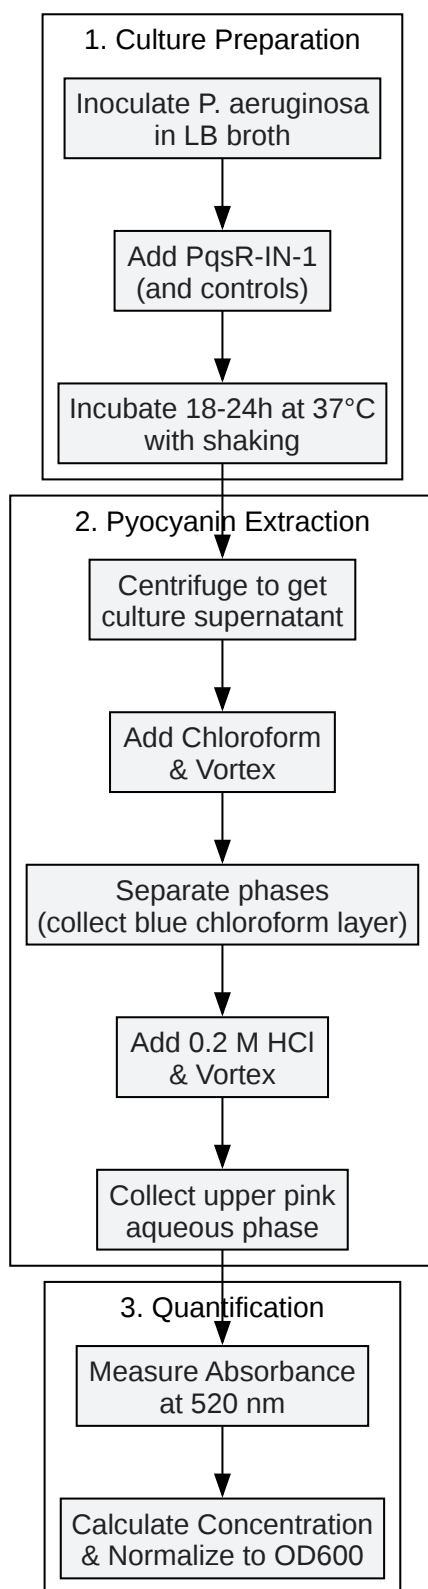 1. Culture Preparation
Inoculate P. aeruginosa
in LB broth
Add PqsR-IN-1
(and controls)
Incubate 18-24h at 37°C
with shaking
2. Pyocyanin Extraction
Centrifuge to get
culture supernatant
Add Chloroform
& Vortex
Separate phases
(collect blue chloroform layer)
Add 0.2 M HCl
& Vortex
Collect upper pink
aqueous phase
3. Quantification
Measure Absorbance
at 520 nm
Calculate Concentration
& Normalize to OD600